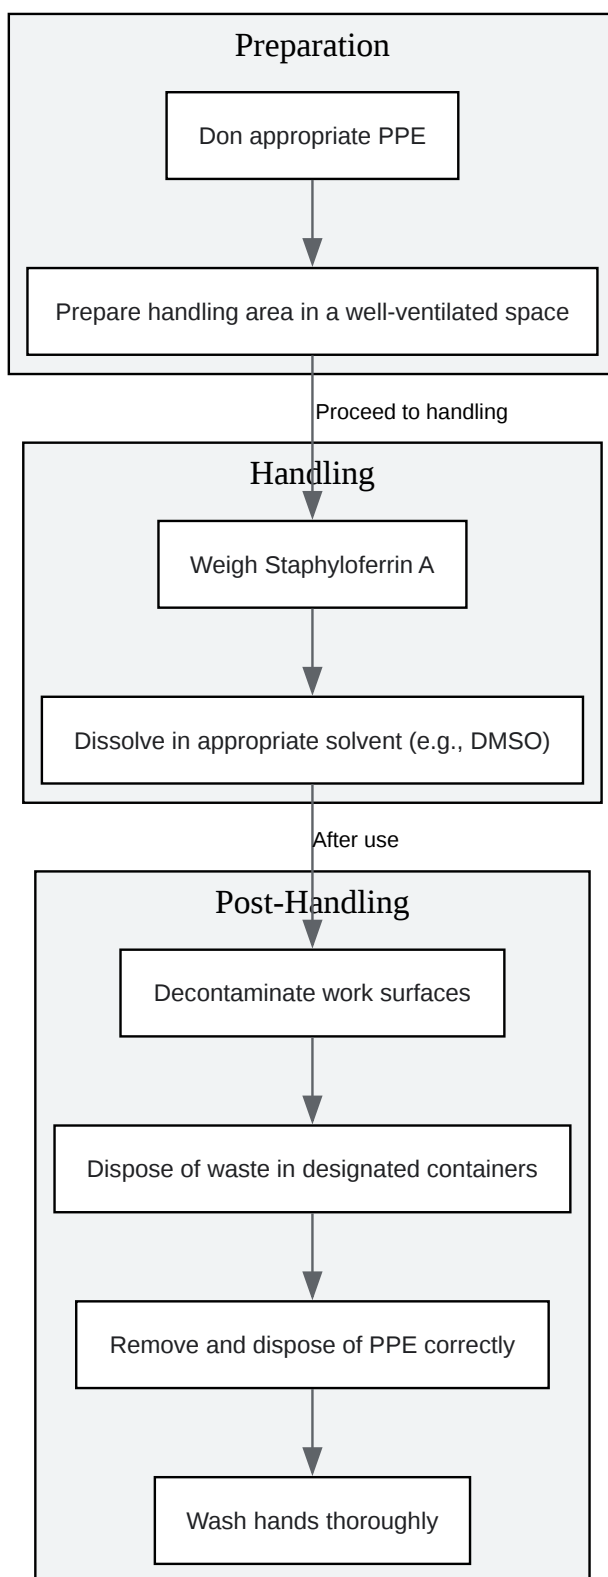 Preparation
Don appropriate PPE
Prepare handling area in a well-ventilated space
Proceed to handling
Handling
Weigh Staphyloferrin A
Dissolve in appropriate solvent (e.g., DMSO)
After use
Post-Handling
Decontaminate work surfaces
Dispose of waste in designated containers
Remove and dispose of PPE correctly
Wash hands thoroughly